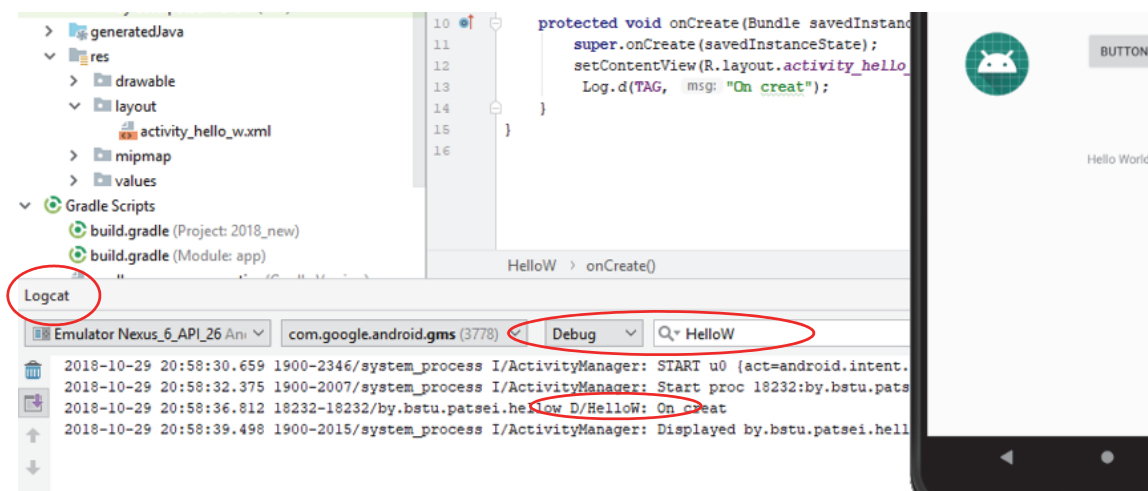 generatedJava
res
drawable
layout
activity_hello_w.xml
mipmap
values
Gradle Scripts
build.gradle (Project: 2018_new)
build.gradle (Module: app)
10 protected void onCreate(Bundle savedInstanc
11 super.onCreate(savedInstanceState);
12 setContentView(R.layout.activity_hello_
13 Log.d(TAG, msg: "On creat");
14 }
15 }
16
HelloW > onCreate()
BUTTON
Hello World
Logcat
Emulator Nexus_6_API_26 An
com.google.android.gms (3778)
Debug
HelloW
2018-10-29 20:58:30.659 1900-2346/system_process I/ActivityManager: START u0 {act=android.intent.
2018-10-29 20:58:32.375 1900-2007/system_process I/ActivityManager: Start proc 18232:by.bstu.pats
2018-10-29 20:58:36.812 18232-18232/by.bstu.patsei.hellow D/HelloW: On creat
2018-10-29 20:58:39.498 1900-2015/system_process I/ActivityManager: Displayed by.bstu.patsei.hell